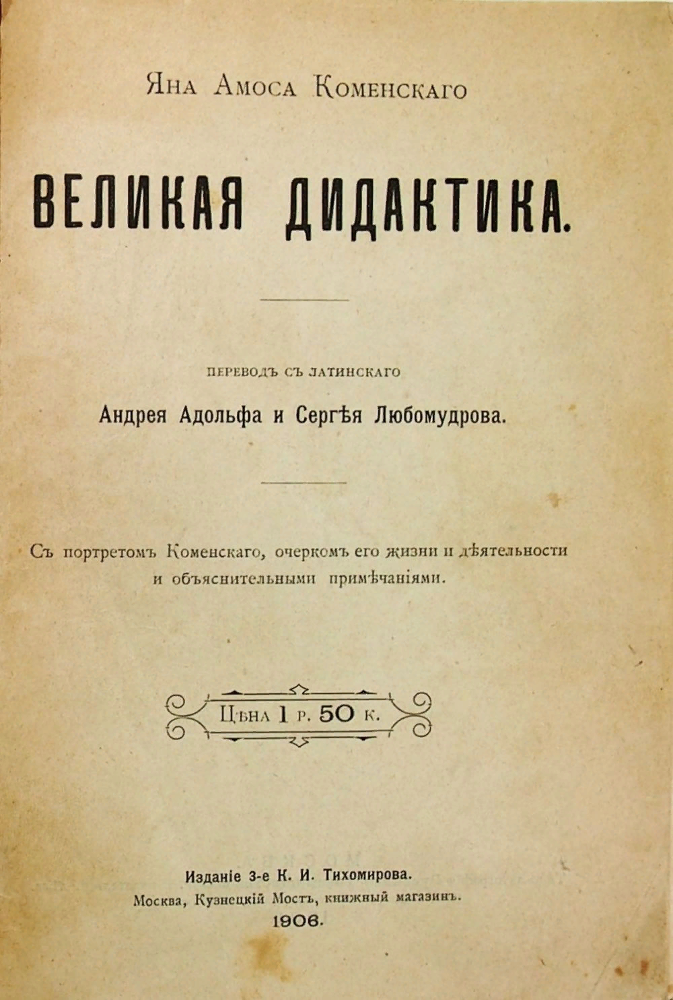 Яна Амоса Коменскаго
ВЕЛИКАЯ ДИДАКТИКА.
ПЕРЕВОДЪ СЪ ЛАТИНСКАГО
Андрея Адольфа и Сергѣя Любомудрова.
Съ портретомъ Коменскаго, очеркомъ его жизни и дѣятельности
и объяснительными примѣчаніями.
Цѣна 1 р. 50 к.
Изданіе 3-е К. И. Тихомирова.
Москва, Кузнецкій Мостъ, книжный магазинъ.
1906.